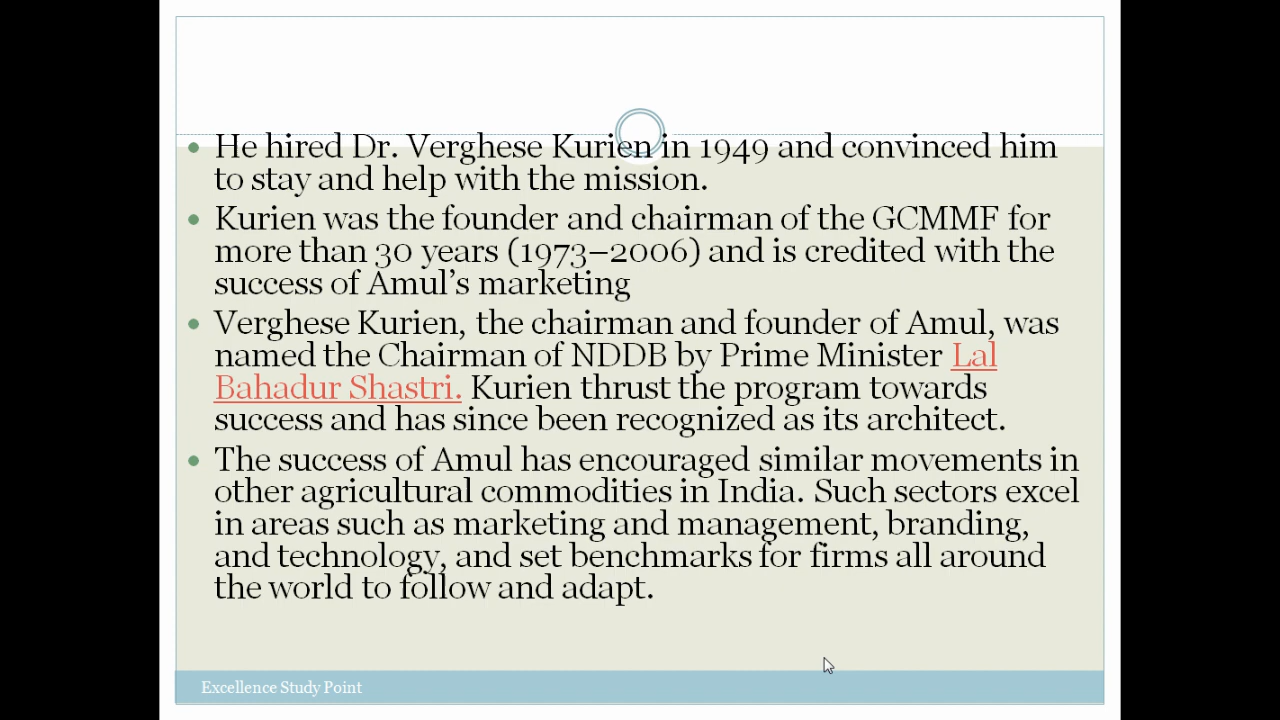 He hired Dr. Verghese Kurien in 1949 and convinced him
to stay and help with the mission.
Kurien was the founder and chairman of the GCMMF for
more than 30 years (1973–2006) and is credited with the
success of Amul's marketing
Verghese Kurien, the chairman and founder of Amul, was
named the Chairman of NDDB by Prime Minister Lal
Bahadur Shastri. Kurien thrust the program towards
success and has since been recognized as its architect.
The success of Amul has encouraged similar movements in
other agricultural commodities in India. Such sectors excel
in areas such as marketing and management, branding,
and technology, and set benchmarks for firms all around
the world to follow and adapt.
Excellence Study Point